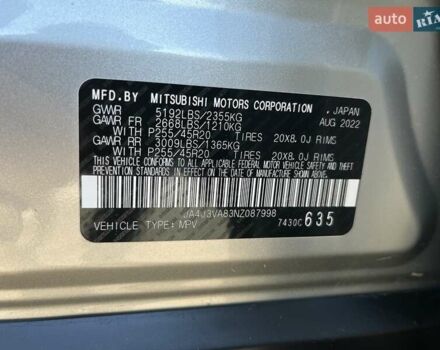 RIA
MFD.BY MITSUBISHI MOTORS CORPORATION , JAPAN
GVWR 5192LBS/2355KG AUG 2022
GAWR FR 2668LBS/1210KG
WITH P255/45R20 TIRES 20X8.0J RIMS
GAWR RR 3009LBS/1365KG
WITH P255/45R20 TIRES 20X8.0J RIMS
THIS VEHICLE CONFORMS TO ALL APPLICABLE FEDERAL MOTOR VEHICLE SAFETY, BUMPER, AND THEFT
PREVENTION STANDARDS IN EFFECT ON THE DATE OF MANUFACTURE SHOWN ABOVE.
JA4J3VA83NZ087998
VEHICLE TYPE: MPV 7430C 635